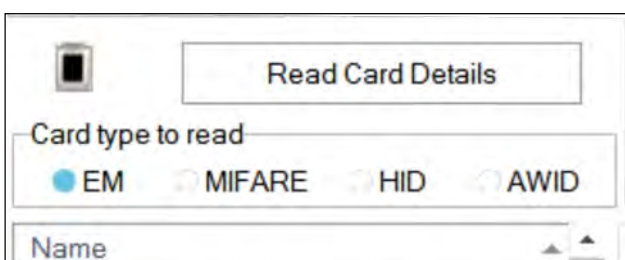 Read Card Details
Card type to read
EM MIFARE HID AWID
Name